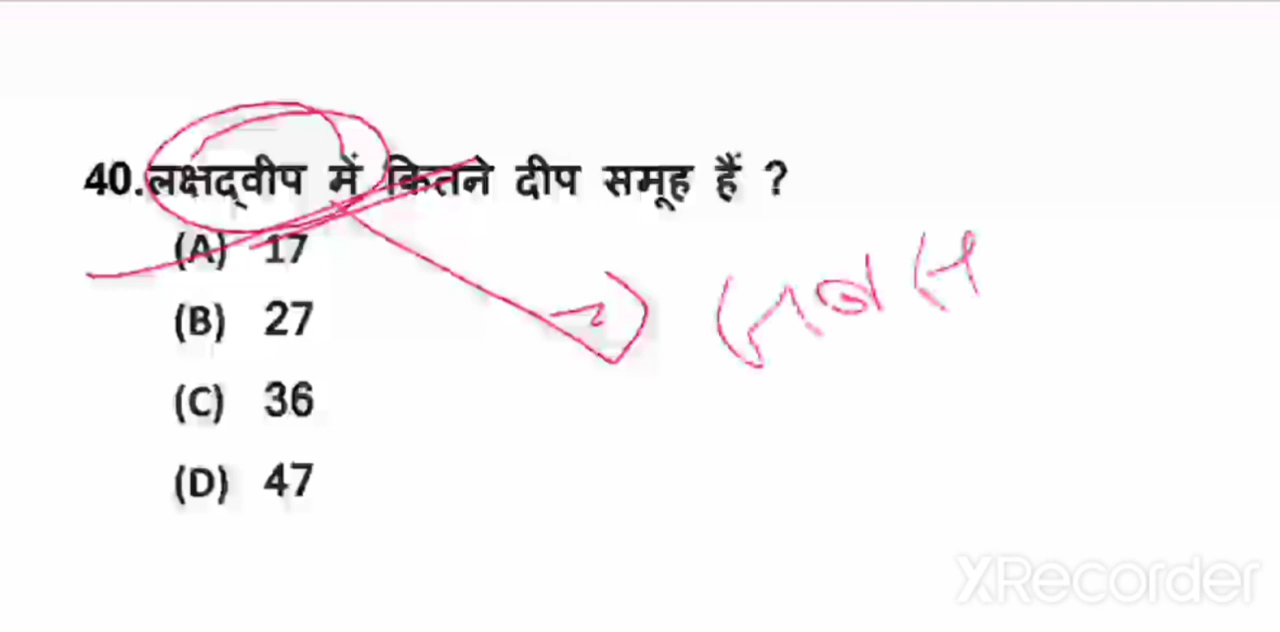 40.लक्षद्वीप में कितने दीप समूह हैं ?
(A) 17
(B) 27
(C) 36
(D) 47
XRecorder